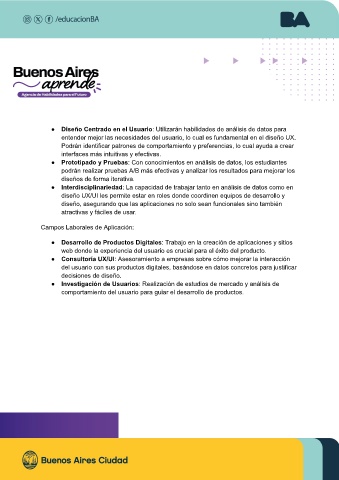 /educacionBA
BA
Buenos Aires
aprende
Agencia de Habilidades para el Futuro
● Diseño Centrado en el Usuario: Utilizarán habilidades de análisis de datos para
entender mejor las necesidades del usuario, lo cual es fundamental en el diseño UX.
Podrán identificar patrones de comportamiento y preferencias, lo cual ayuda a crear
interfaces más intuitivas y efectivas.
● Prototipado y Pruebas: Con conocimientos en análisis de datos, los estudiantes
podrán realizar pruebas A/B más efectivas y analizar los resultados para mejorar los
diseños de forma iterativa.
● Interdisciplinariedad: La capacidad de trabajar tanto en análisis de datos como en
diseño UX/UI les permite estar en roles donde coordinen equipos de desarrollo y
diseño, asegurando que las aplicaciones no solo sean funcionales sino también
atractivas y fáciles de usar.
Campos Laborales de Aplicación:
● Desarrollo de Productos Digitales: Trabajo en la creación de aplicaciones y sitios
web donde la experiencia del usuario es crucial para el éxito del producto.
● Consultoría UX/UI: Asesoramiento a empresas sobre cómo mejorar la interacción
del usuario con sus productos digitales, basándose en datos concretos para justificar
decisiones de diseño.
● Investigación de Usuarios: Realización de estudios de mercado y análisis de
comportamiento del usuario para guiar el desarrollo de productos.
Buenos Aires Ciudad